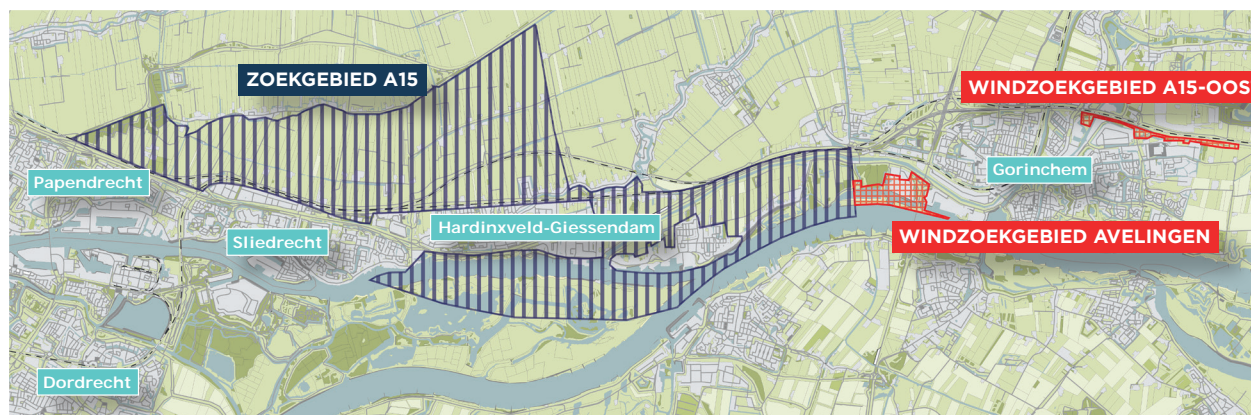 ZOEKGEBIED A15
WINDZOEKGEBIED A15-OOS
Papendrecht
Gorinchem
Hardinxveld-Giessendam
Sliedrecht
WINDZOEKGEBIED AVELINGEN
Dordrecht